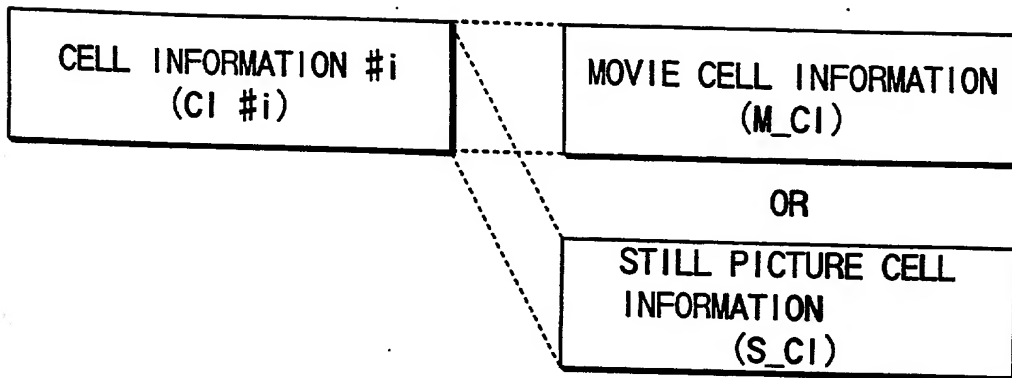 CELL INFORMATION #i
(CI #i)
MOVIE CELL INFORMATION
(M_CI)
OR
STILL PICTURE CELL
INFORMATION
(S_CI)